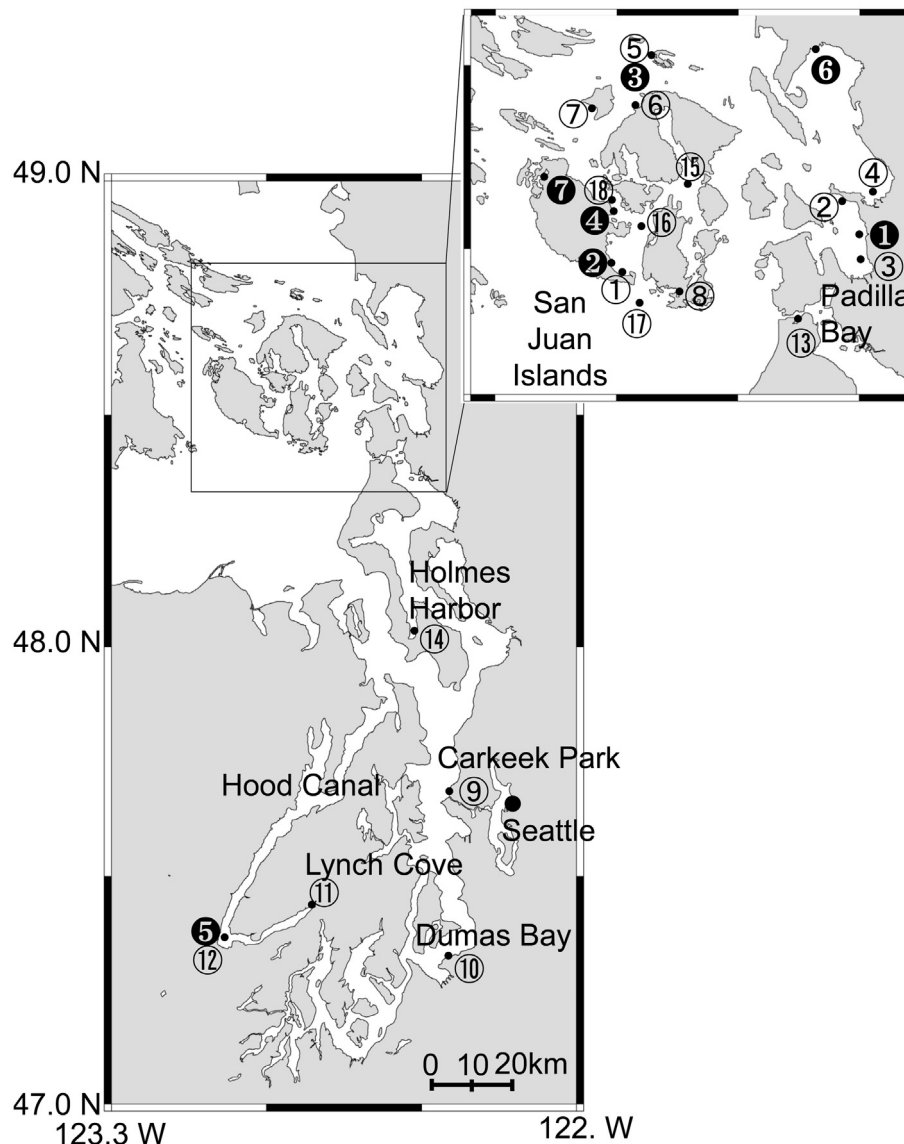 ⑤
❸
⑥
❻
⑦
④
⑮
❼
⑱
②
❹
⑯
❶
❷
③
①
⑧
Padilla
Bay
⑰
⑬
San
Juan
Islands
49.0 N
Holmes
Harbor
⑭
48.0 N
Carkeek Park
Hood Canal
⑨
Seattle
Lynch Cove
⑪
❺
⑫
Dumas Bay
⑩
0 10 20km
47.0 N
123.3 W
122. W